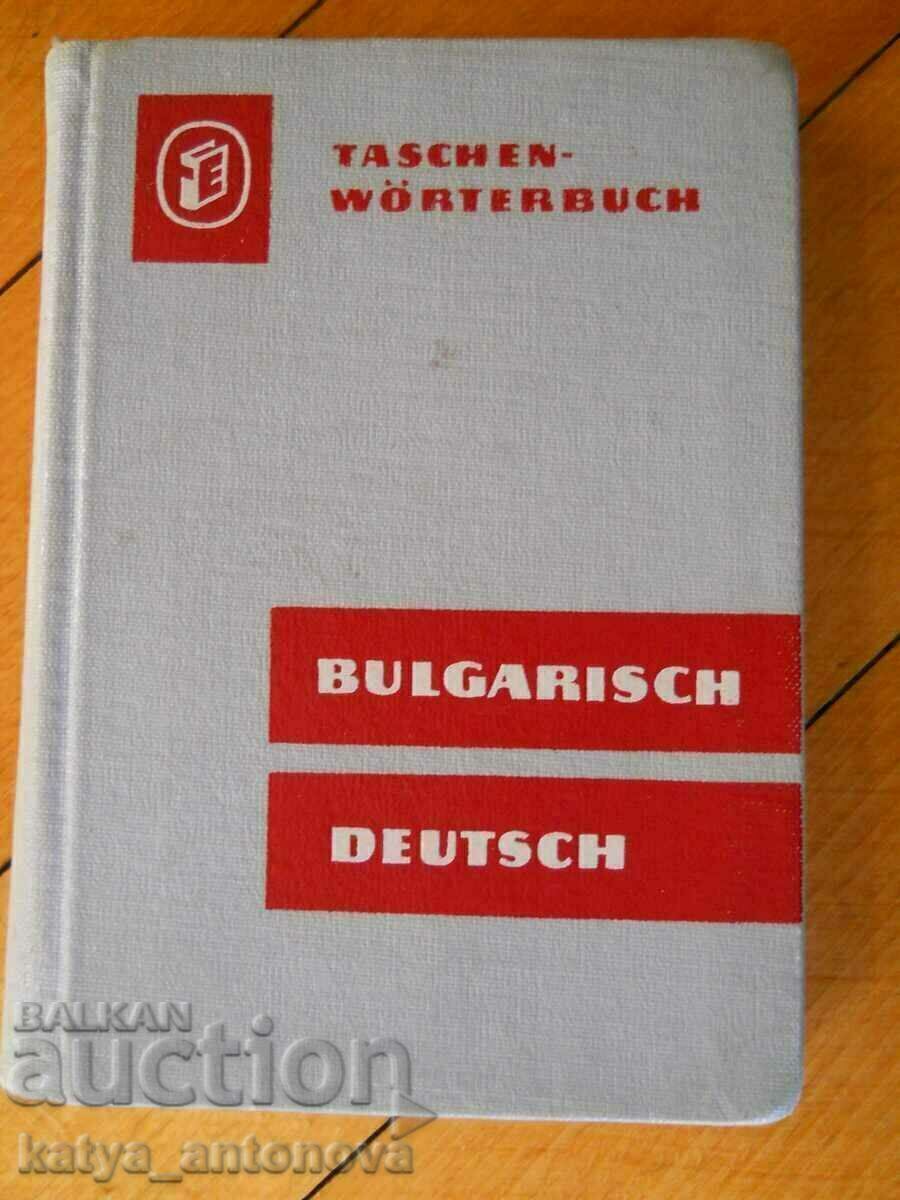 TASCHEN-
WÖRTERBUCH
BULGARISCH
DEUTSCH
BALKAN
auction
katya_antonova